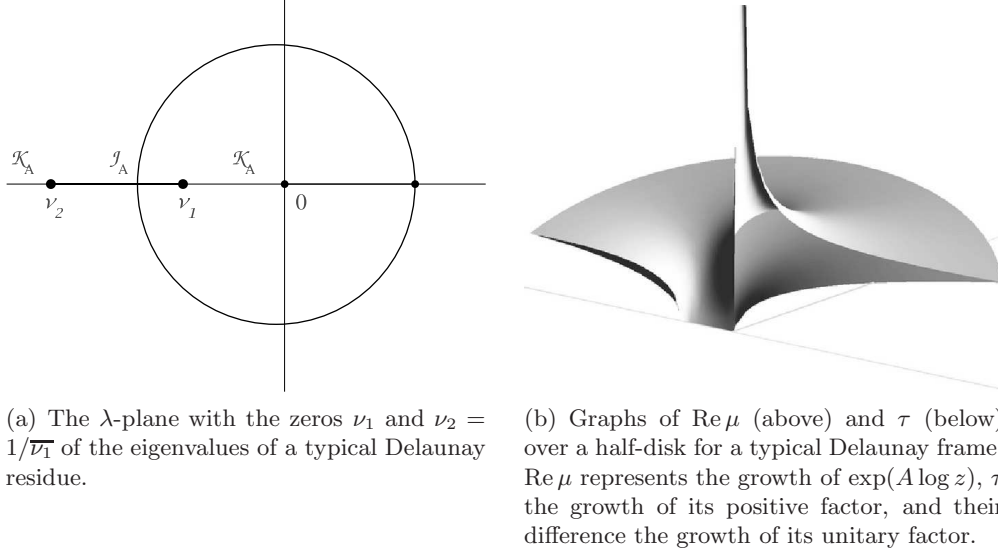 𝒦_A 𝒥_A 𝒦_A
ν_2 ν_1 0
(a) The λ-plane with the zeros ν_1 and ν_2 =
1/\overline{ν_1} of the eigenvalues of a typical Delaunay
residue.
(b) Graphs of Re μ (above) and τ (below)
over a half-disk for a typical Delaunay frame
Re μ represents the growth of exp(A log z), τ
the growth of its positive factor, and their
difference the growth of its unitary factor.